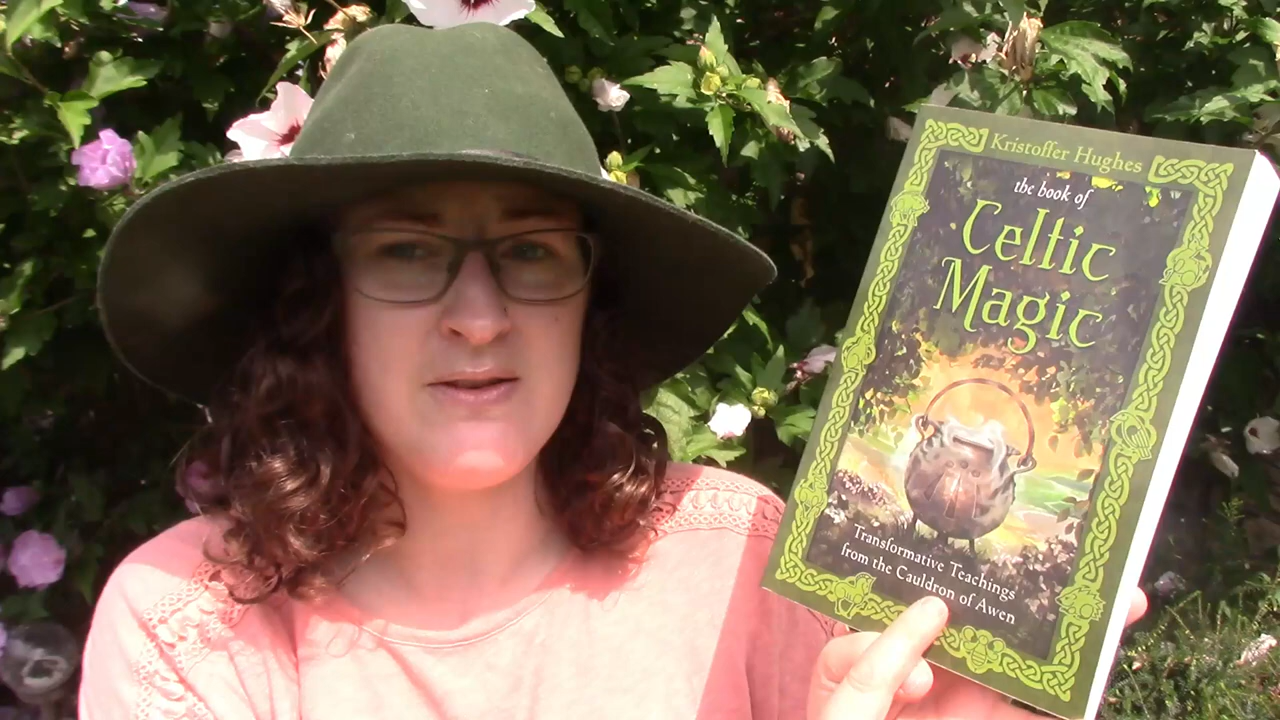 Kristoffer Hughes
the book of
Celtic
Magic
Transformative Teachings
from the Cauldron of Awen